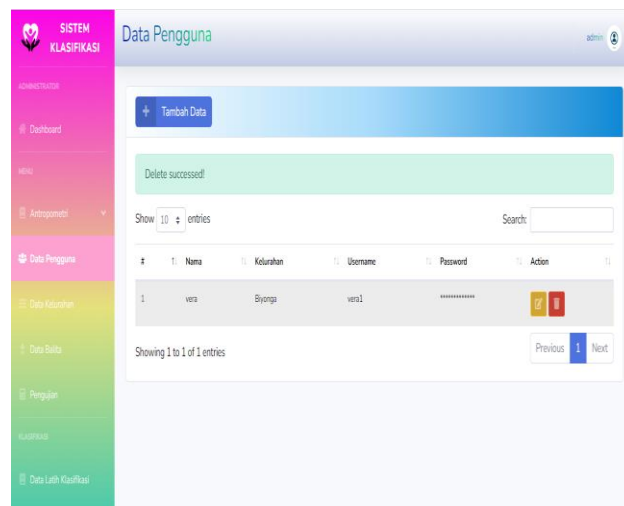 SISTEM
KLASIFIKASI
ADMINISTRATOR
Dashboard
MENU
Antropometri
Data Pengguna
Data Kelurahan
Data Balita
Pengujian
KLASIFIKASI
Data Latih Klasifikasi
Data Pengguna
admin
+ Tambah Data
Delete successed!
Show 10 entries
Search:
# Nama Kelurahan Username Password Action
1 vera Biyonga vera1 *************
Showing 1 to 1 of 1 entries
Previous 1 Next